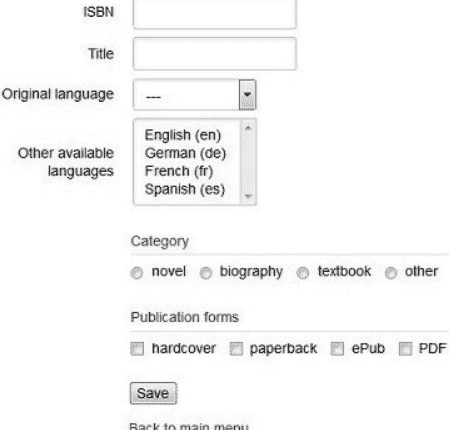 ISBN
Title
Original language ---
Other available
languages
English (en)
German (de)
French (fr)
Spanish (es)
Category
novel biography textbook other
Publication forms
hardcover paperback ePub PDF
Save
Back to main menu